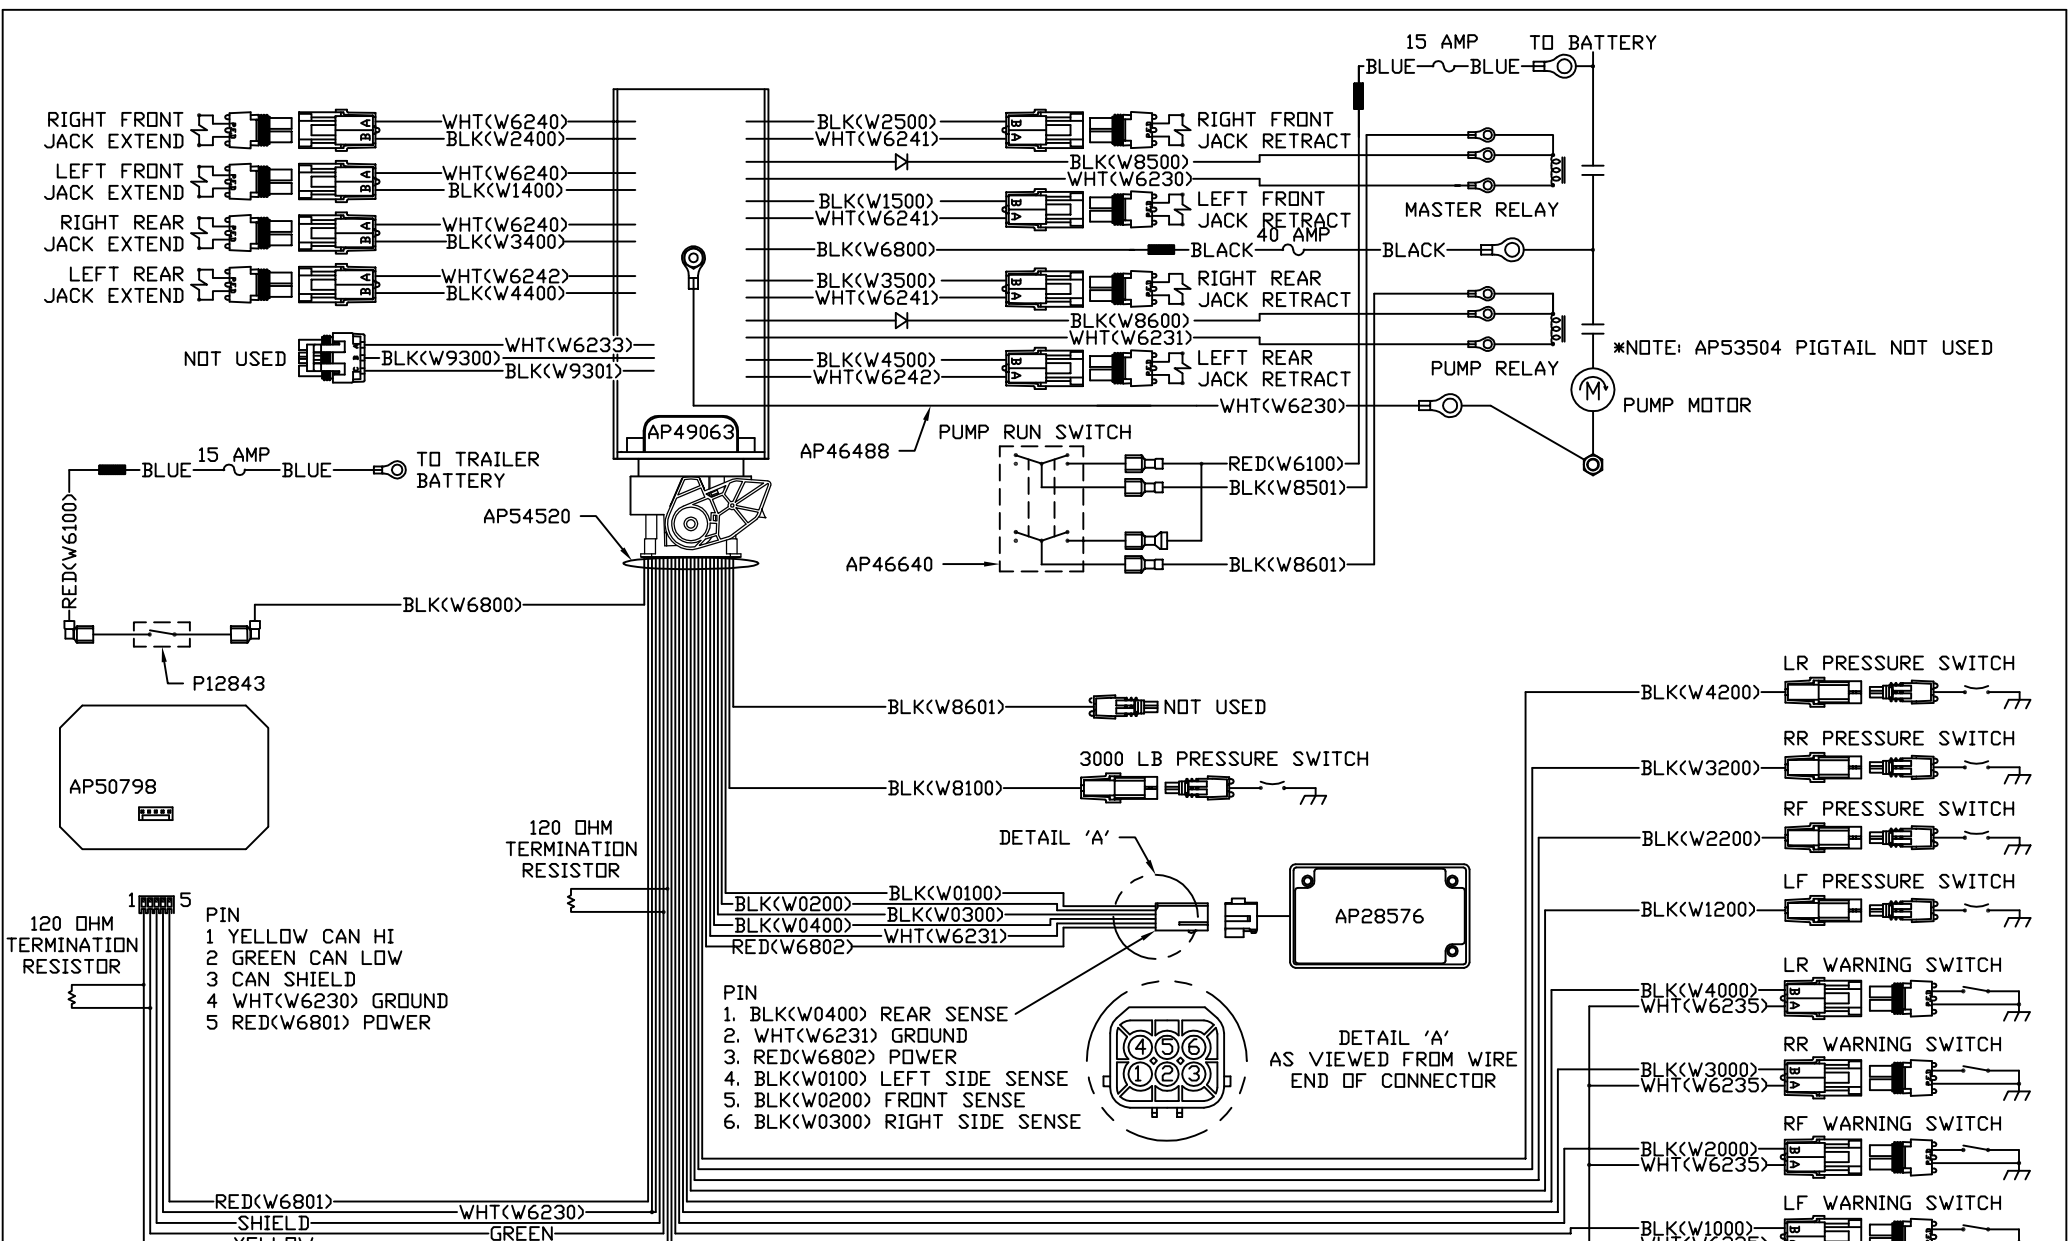 15 AMP
TO BATTERY
BLUE
BLUE
RIGHT FRONT
JACK EXTEND
A
B
WHT(W6240)
BLK(W2400)
LEFT FRONT
JACK EXTEND
A
B
WHT(W6240)
BLK(W1400)
RIGHT REAR
JACK EXTEND
A
B
WHT(W6240)
BLK(W3400)
LEFT REAR
JACK EXTEND
A
B
WHT(W6242)
BLK(W4400)
NOT USED
WHT(W6233)
BLK(W9300)
BLK(W9301)
BLK(W2500)
WHT(W6241)
B
A
RIGHT FRONT
JACK RETRACT
BLK(W8500)
WHT(W6230)
MASTER RELAY
BLK(W1500)
WHT(W6241)
B
A
LEFT FRONT
JACK RETRACT
BLK(W6800)
BLACK
40 AMP
BLACK
BLK(W3500)
WHT(W6241)
B
A
RIGHT REAR
JACK RETRACT
BLK(W8600)
WHT(W6231)
PUMP RELAY
*NOTE: AP53504 PIGTAIL NOT USED
BLK(W4500)
WHT(W6242)
B
A
LEFT REAR
JACK RETRACT
M
PUMP MOTOR
WHT(W6230)
AP49063
AP46488
PUMP RUN SWITCH
RED(W6100)
BLK(W8501)
AP46640
BLK(W8601)
15 AMP
BLUE
BLUE
TO TRAILER
BATTERY
RED(W6100)
AP54520
BLK(W6800)
P12843
AP50798
BLK(W8601)
NOT USED
3000 LB PRESSURE SWITCH
BLK(W8100)
LR PRESSURE SWITCH
BLK(W4200)
RR PRESSURE SWITCH
BLK(W3200)
RF PRESSURE SWITCH
BLK(W2200)
LF PRESSURE SWITCH
BLK(W1200)
120 OHM
TERMINATION
RESISTOR
DETAIL 'A'
BLK(W0100)
BLK(W0200)
BLK(W0300)
BLK(W0400)
WHT(W6231)
RED(W6802)
AP28576
1
5
120 OHM
TERMINATION
RESISTOR
PIN
1 YELLOW CAN HI
2 GREEN CAN LOW
3 CAN SHIELD
4 WHT(W6230) GROUND
5 RED(W6801) POWER
PIN
1. BLK(W0400) REAR SENSE
2. WHT(W6231) GROUND
3. RED(W6802) POWER
4. BLK(W0100) LEFT SIDE SENSE
5. BLK(W0200) FRONT SENSE
6. BLK(W0300) RIGHT SIDE SENSE
4 5 6
1 2 3
DETAIL 'A'
AS VIEWED FROM WIRE
END OF CONNECTOR
LR WARNING SWITCH
BLK(W4000)
WHT(W6235)
B
A
RR WARNING SWITCH
BLK(W3000)
WHT(W6235)
B
A
RF WARNING SWITCH
BLK(W2000)
WHT(W6235)
B
A
LF WARNING SWITCH
BLK(W1000)
WHT(W6235)
B
RED(W6801)
WHT(W6230)
SHIELD
GREEN
YELLOW